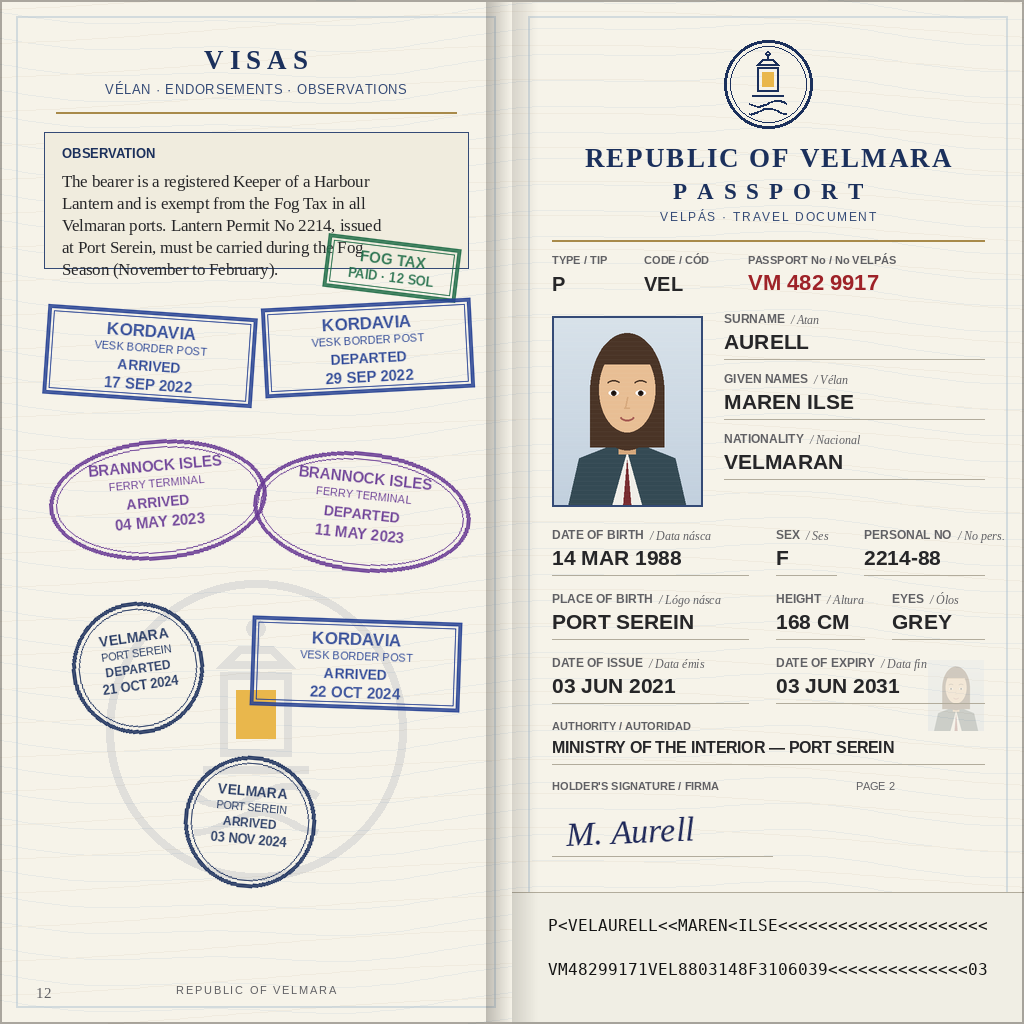 VISAS
VÉLAN · ENDORSEMENTS · OBSERVATIONS
OBSERVATION
The bearer is a registered Keeper of a Harbour
Lantern and is exempt from the Fog Tax in all
Velmaran ports. Lantern Permit No 2214, issued
at Port Serein, must be carried during the Fog
Season (November to February).
FOG TAX
PAID · 12 SOL
KORDAVIA
VESK BORDER POST
ARRIVED
17 SEP 2022
KORDAVIA
VESK BORDER POST
DEPARTED
29 SEP 2022
BRANNOCK ISLES
FERRY TERMINAL
ARRIVED
04 MAY 2023
BRANNOCK ISLES
FERRY TERMINAL
DEPARTED
11 MAY 2023
VELMARA
PORT SEREIN
DEPARTED
21 OCT 2024
KORDAVIA
VESK BORDER POST
ARRIVED
22 OCT 2024
VELMARA
PORT SEREIN
ARRIVED
03 NOV 2024
12
REPUBLIC OF VELMARA
REPUBLIC OF VELMARA
PASSPORT
VELPÁS · TRAVEL DOCUMENT
TYPE / TIP CODE / CÓD PASSPORT No / No VELPÁS
P VEL VM 482 9917
SURNAME / Atan
AURELL
GIVEN NAMES / Vélan
MAREN ILSE
NATIONALITY / Nacional
VELMARAN
DATE OF BIRTH / Data násca SEX / Ses PERSONAL NO / No pers.
14 MAR 1988 F 2214-88
PLACE OF BIRTH / Lógo násca HEIGHT / Altura EYES / Ólos
PORT SEREIN 168 CM GREY
DATE OF ISSUE / Data émis DATE OF EXPIRY / Data fin
03 JUN 2021 03 JUN 2031
AUTHORITY / AUTORIDAD
MINISTRY OF THE INTERIOR — PORT SEREIN
HOLDER'S SIGNATURE / FIRMA PAGE 2
M. Aurell
P<VELAURELL<<MAREN<ILSE<<<<<<<<<<<<<<<<<<<<<
VM48299171VEL8803148F3106039<<<<<<<<<<<<<<03